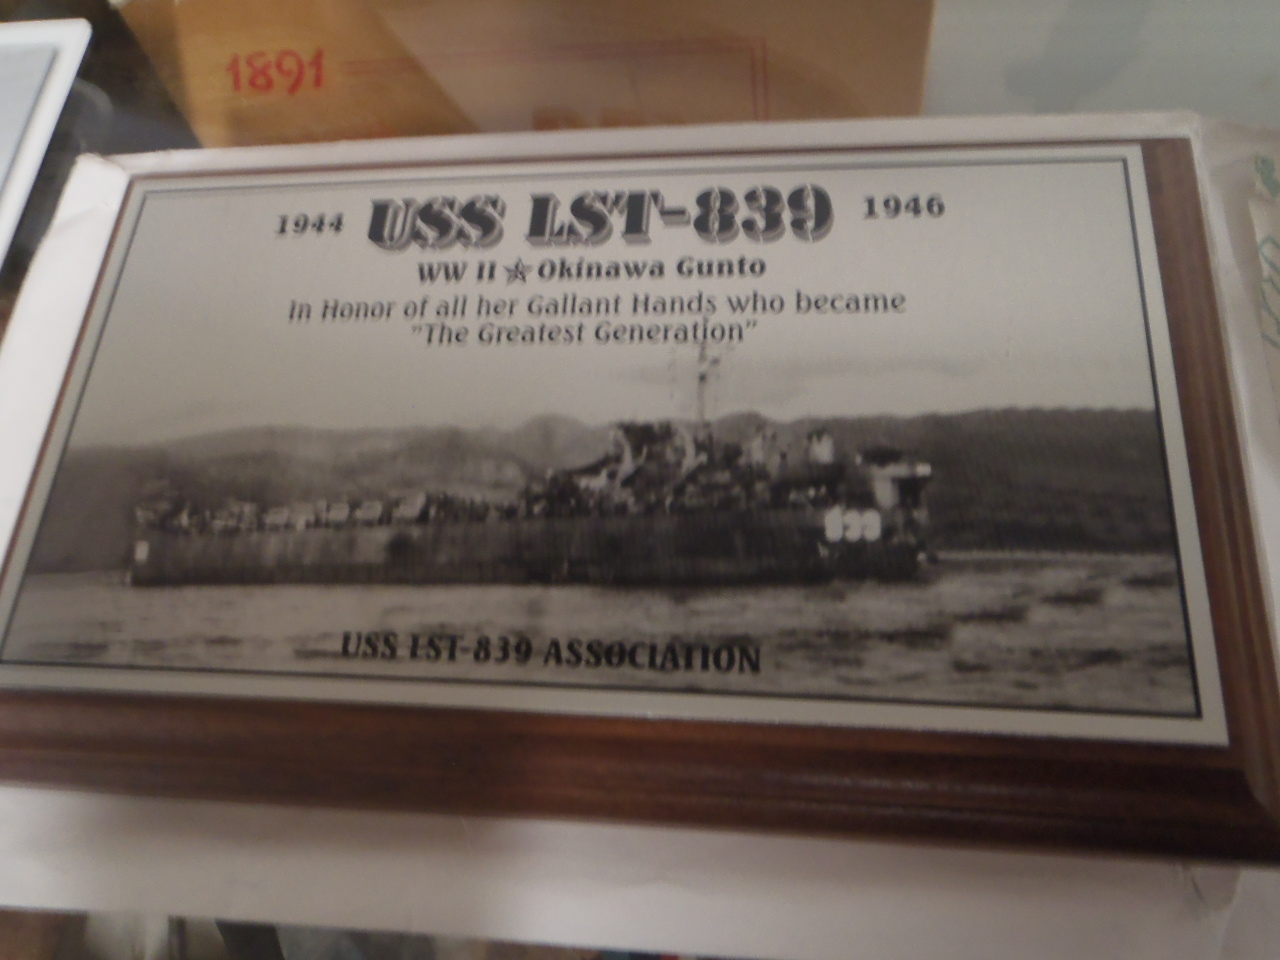 1891
1944 USS LST-839 1946
WW II ☆ Okinawa Gunto
In Honor of all her Gallant Hands who became
"The Greatest Generation"
839
USS LST-839 ASSOCIATION